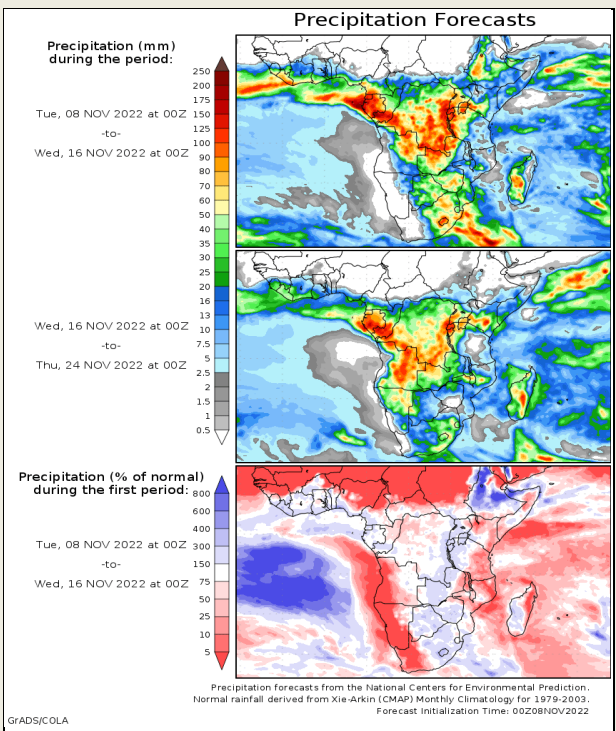 Precipitation Forecasts
Precipitation (mm)
during the period:
Tue, 08 NOV 2022 at 00Z
-to-
Wed, 16 NOV 2022 at 00Z
250
200
175
150
125
100
90
80
70
60
50
40
35
30
25
20
16
13
10
7.5
5
2.5
2
1.5
1
0.5
Wed, 16 NOV 2022 at 00Z
-to-
Thu, 24 NOV 2022 at 00Z
Precipitation (% of normal)
during the first period:
Tue, 08 NOV 2022 at 00Z
-to-
Wed, 16 NOV 2022 at 00Z
800
600
400
300
150
75
50
25
10
5
Precipitation forecasts from the National Centers for Environmental Prediction.
Normal rainfall derived from Xie-Arkin (CMAP) Monthly Climatology for 1979-2003.
Forecast Initialization Time: 00Z08NOV2022
GrADS/COLA